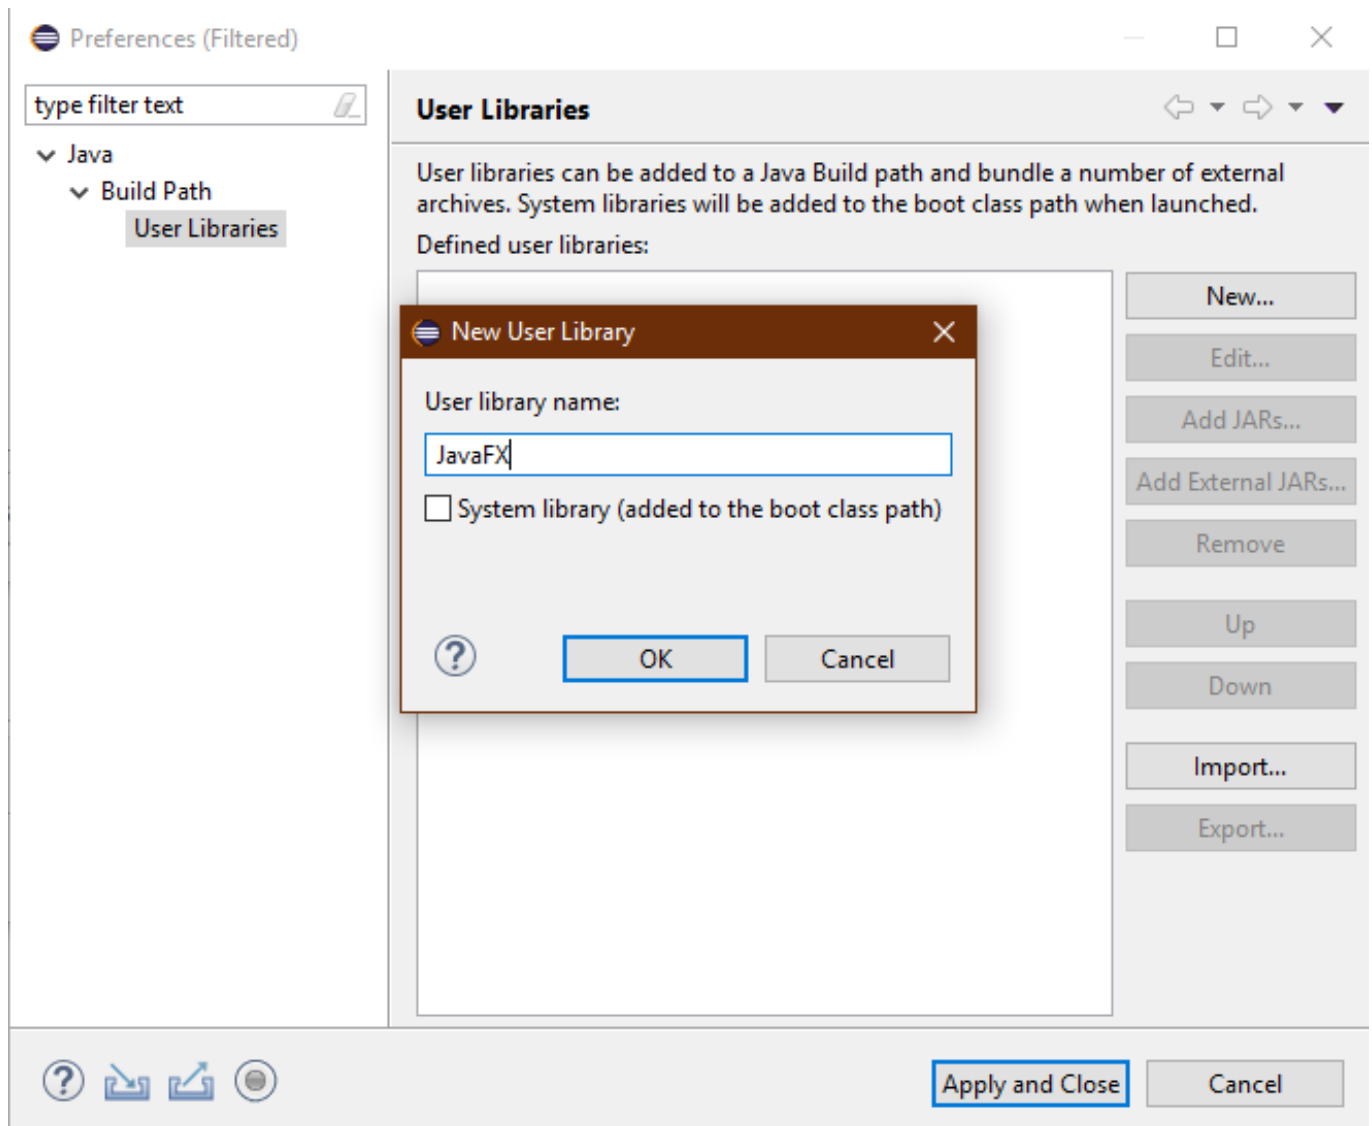 Preferences (Filtered)
type filter text
Java
Build Path
User Libraries
User Libraries
User libraries can be added to a Java Build path and bundle a number of external
archives. System libraries will be added to the boot class path when launched.
Defined user libraries:
New...
Edit...
Add JARs...
Add External JARs...
Remove
Up
Down
Import...
Export...
New User Library
User library name:
JavaFX
System library (added to the boot class path)
OK
Cancel
Apply and Close
Cancel